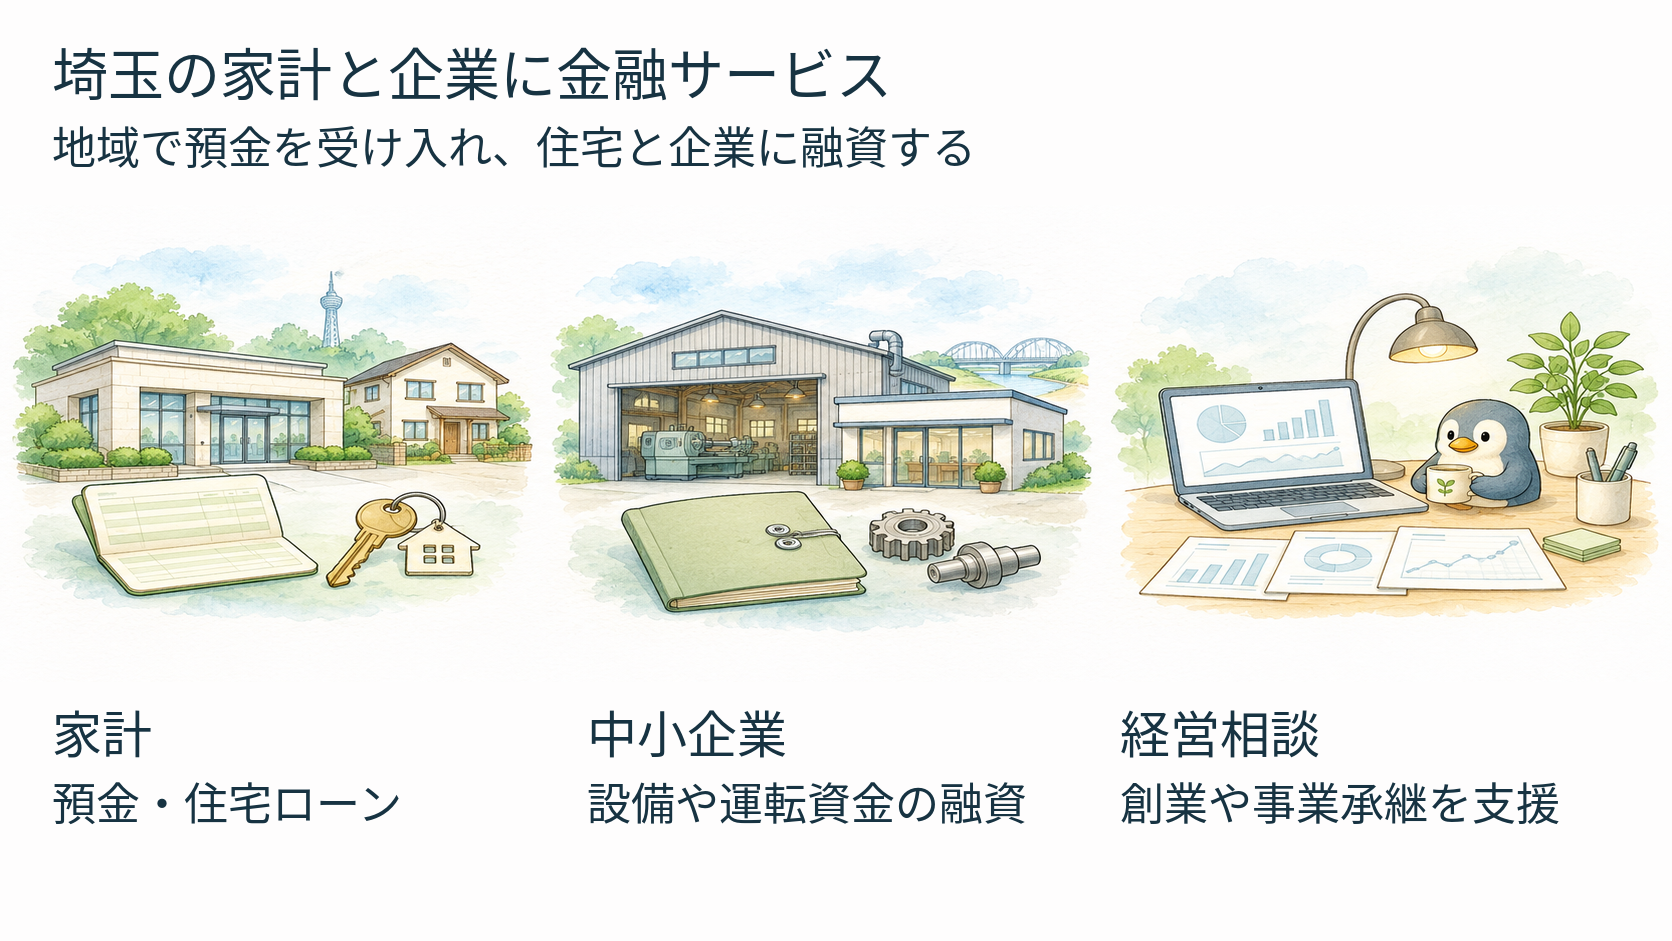 埼玉の家計と企業に金融サービス
地域で預金を受け入れ、住宅と企業に融資する
家計
預金・住宅ローン
中小企業
設備や運転資金の融資
経営相談
創業や事業承継を支援